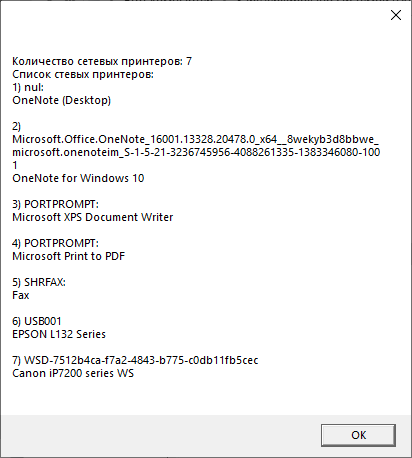 Количество сетевых принтеров: 7
Список стевых принтеров:
1) nul:
OneNote (Desktop)
2)
Microsoft.Office.OneNote_16001.13328.20478.0_x64__8wekyb3d8bbwe_
microsoft.onenoteim_S-1-5-21-3236745956-4088261335-1383346080-100
1
OneNote for Windows 10
3) PORTPROMPT:
Microsoft XPS Document Writer
4) PORTPROMPT:
Microsoft Print to PDF
5) SHRFAX:
Fax
6) USB001
EPSON L132 Series
7) WSD-7512b4ca-f7a2-4843-b775-c0db11fb5cec
Canon iP7200 series WS
OK